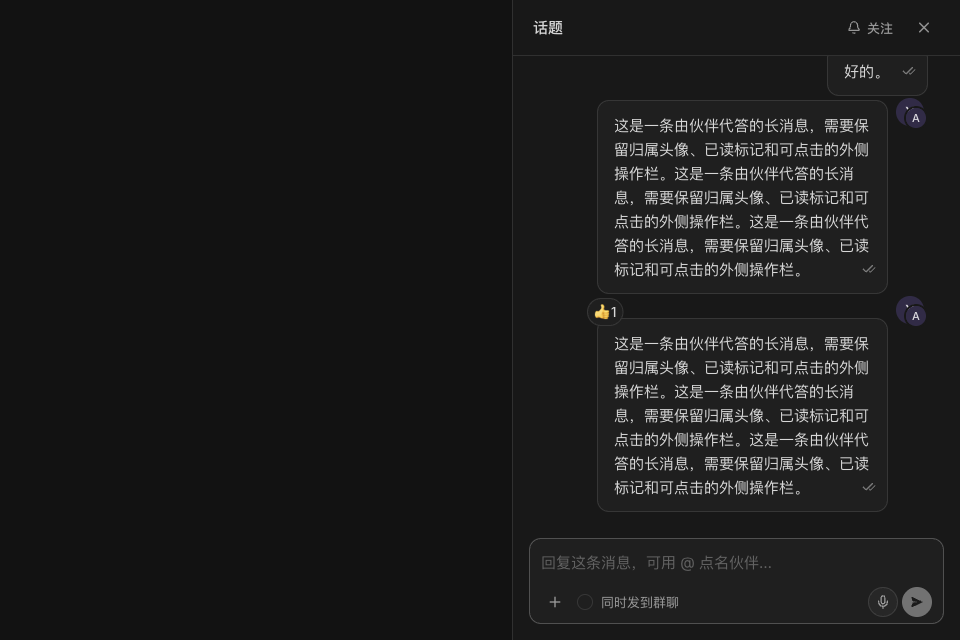 话题
关注
好的。
这是一条由伙伴代答的长消息，需要保
留归属头像、已读标记和可点击的外侧
操作栏。这是一条由伙伴代答的长消
息，需要保留归属头像、已读标记和可
点击的外侧操作栏。这是一条由伙伴代
答的长消息，需要保留归属头像、已读
标记和可点击的外侧操作栏。
A
👍1
这是一条由伙伴代答的长消息，需要保
留归属头像、已读标记和可点击的外侧
操作栏。这是一条由伙伴代答的长消
息，需要保留归属头像、已读标记和可
点击的外侧操作栏。这是一条由伙伴代
答的长消息，需要保留归属头像、已读
标记和可点击的外侧操作栏。
A
回复这条消息，可用 @ 点名伙伴...
同时发到群聊